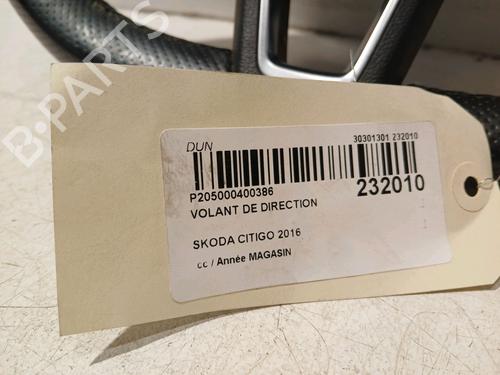 DUN
30301301 232010
P205000400386
232010
VOLANT DE DIRECTION
SKODA CITIGO 2016
cc / Année MAGASIN
B-PARTS